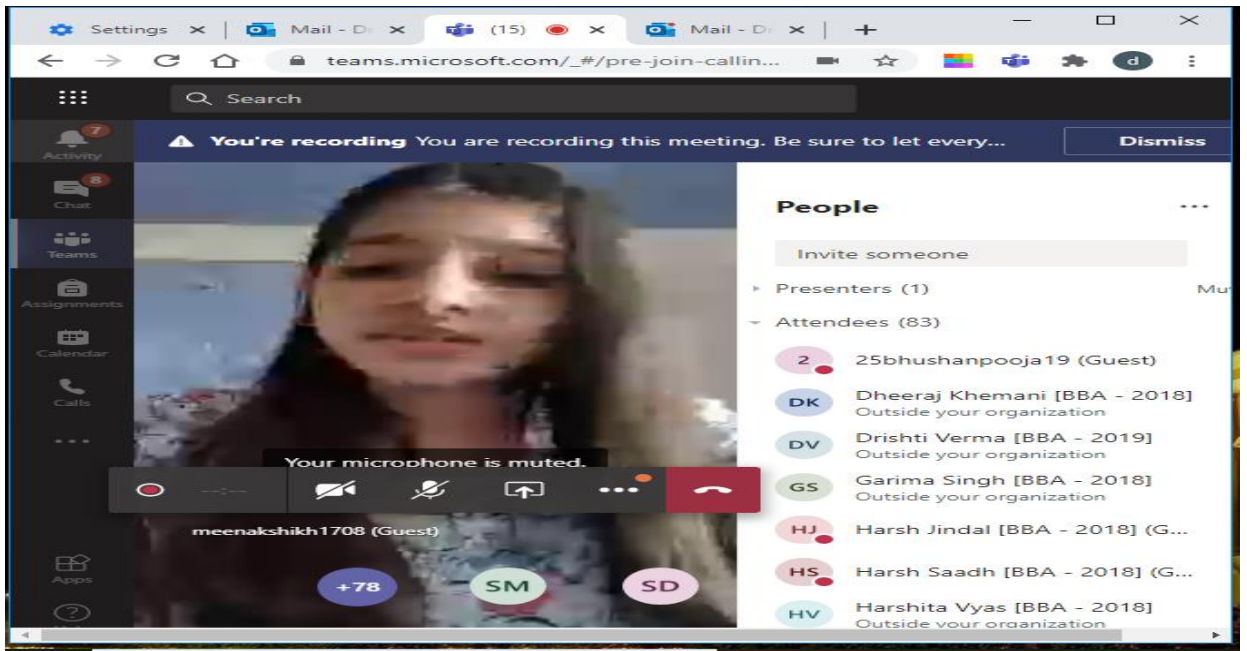 Settings
Mail - D
(15)
Mail - D
teams.microsoft.com/_#/pre-join-callin...
d
Search
7
Activity
You're recording You are recording this meeting. Be sure to let every...
Dismiss
8
Chat
Teams
Assignments
Calendar
Calls
Apps
People
Invite someone
Presenters (1)
Mu
Attendees (83)
2
25bhushanpooja19 (Guest)
DK
Dheeraj Khemani [BBA - 2018]
Outside your organization
DV
Drishti Verma [BBA - 2019]
Outside your organization
GS
Garima Singh [BBA - 2018]
Outside your organization
HJ
Harsh Jindal [BBA - 2018] (G...
HS
Harsh Saadh [BBA - 2018] (G...
HV
Harshita Vyas [BBA - 2018]
Outside your organization
Your microphone is muted.
--:--
meenakshikh1708 (Guest)
+78
SM
SD